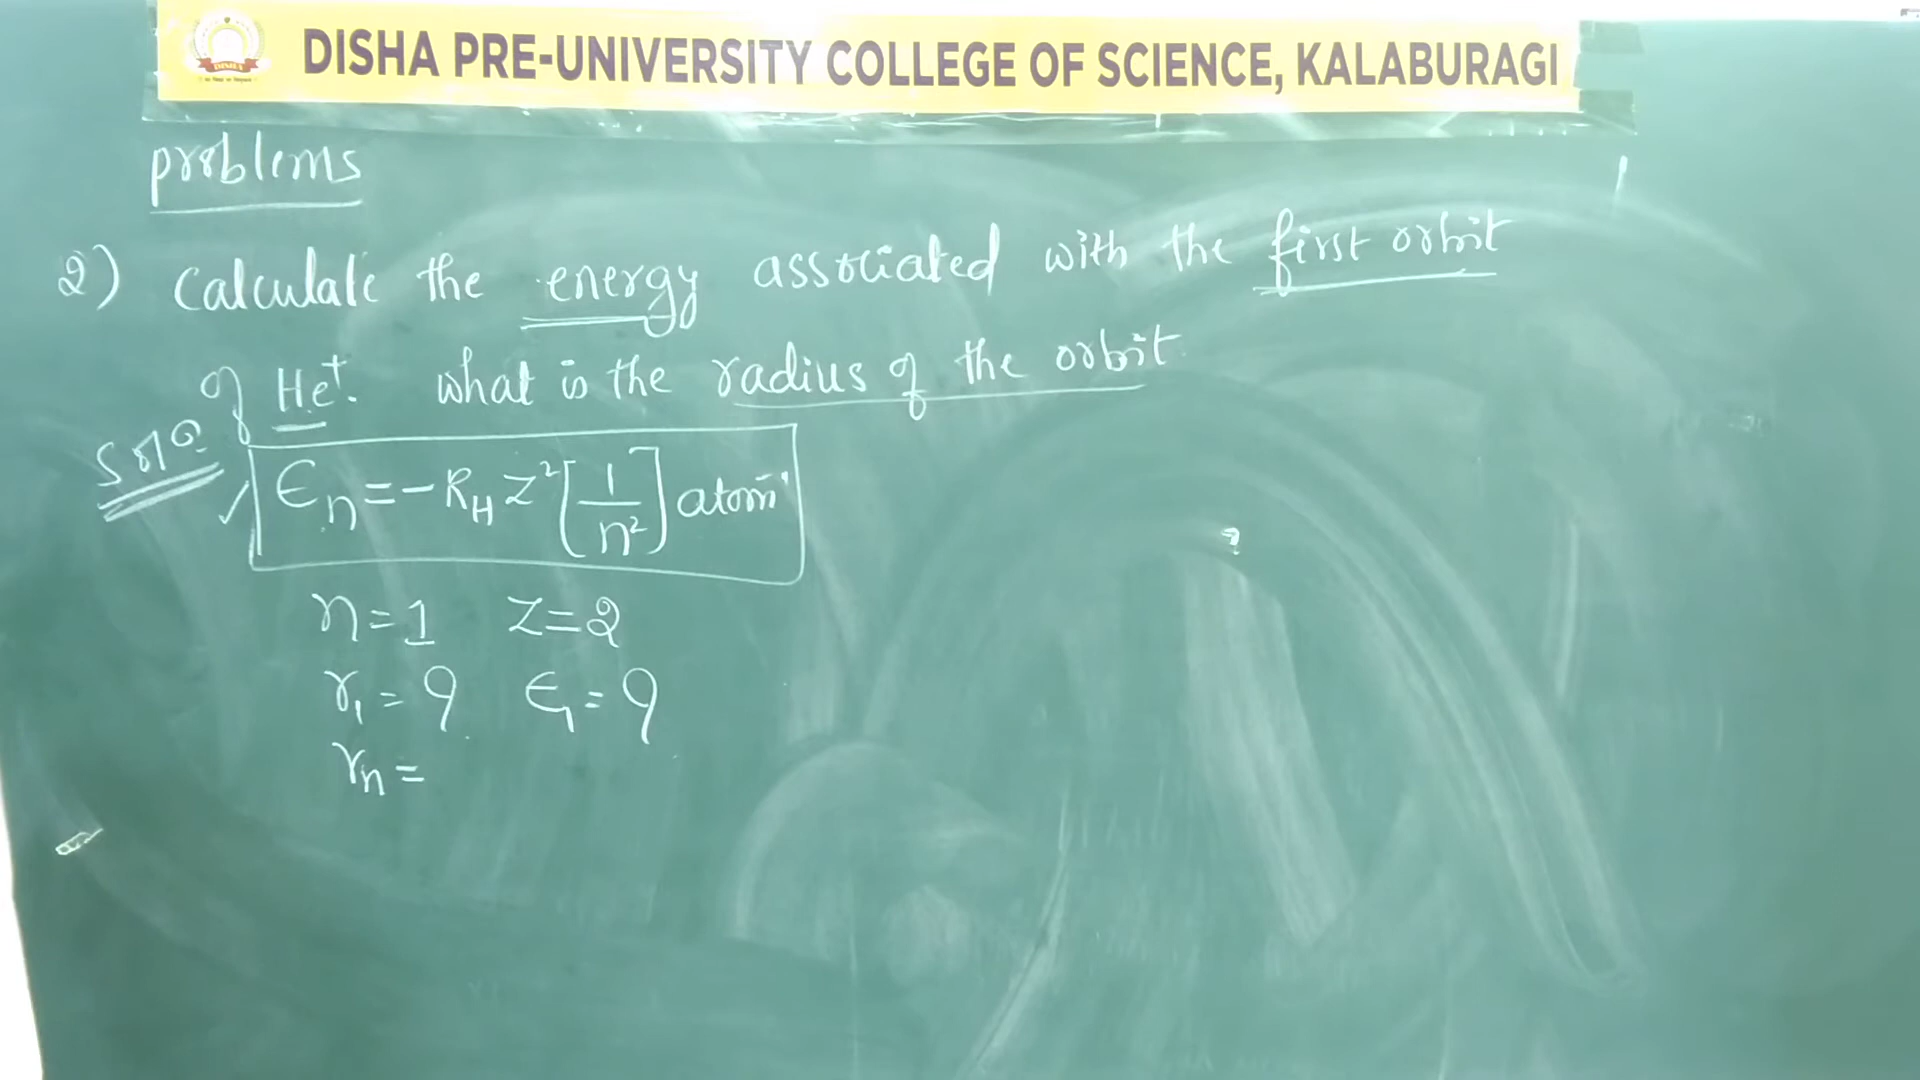 DISHA PRE-UNIVERSITY COLLEGE OF SCIENCE, KALABURAGI
DISHA
problems
2) Calculate the energy associated with the first orbit
of He⁺. what is the radius of the orbit
Solⁿ
✓ Eₙ = -R_H Z² [1/n²] atom⁻¹
n=1 Z=2
r₁ = ? E₁ = ?
rₙ =